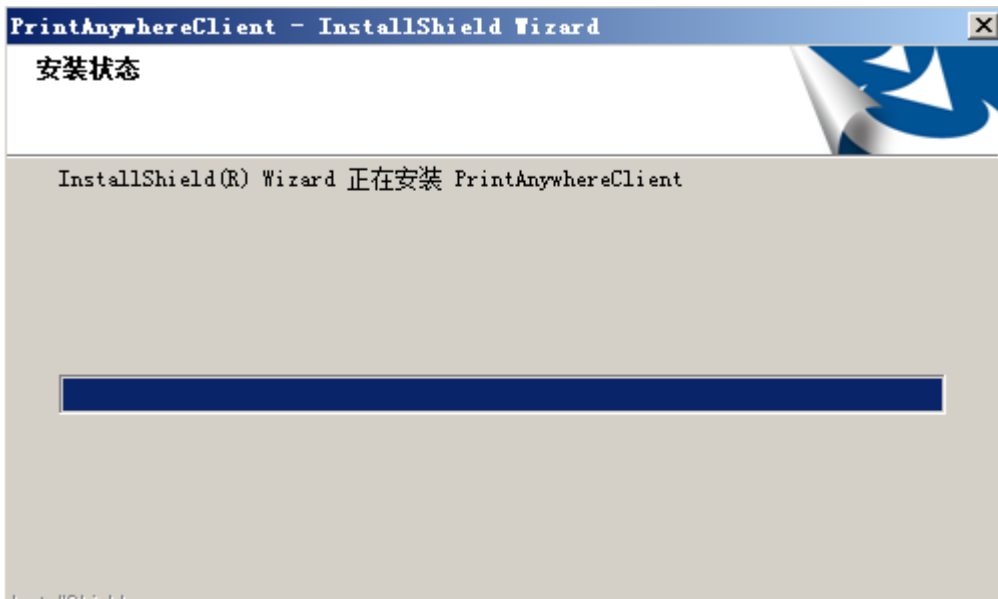 PrintAnywhereClient - InstallShield Wizard
安装状态
InstallShield(R) Wizard 正在安装 PrintAnywhereClient